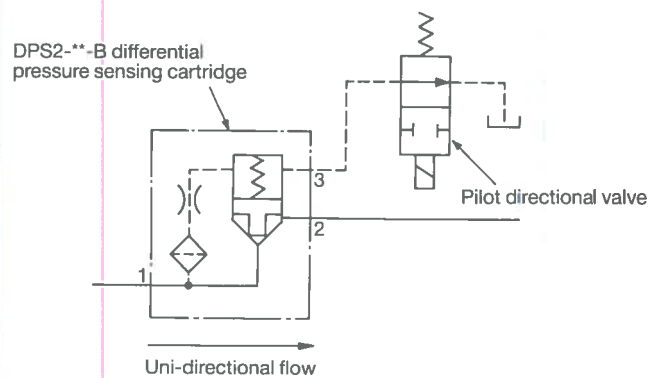 DPS2-**-B differential
pressure sensing cartridge
3
Pilot directional valve
2
1
Uni-directional flow